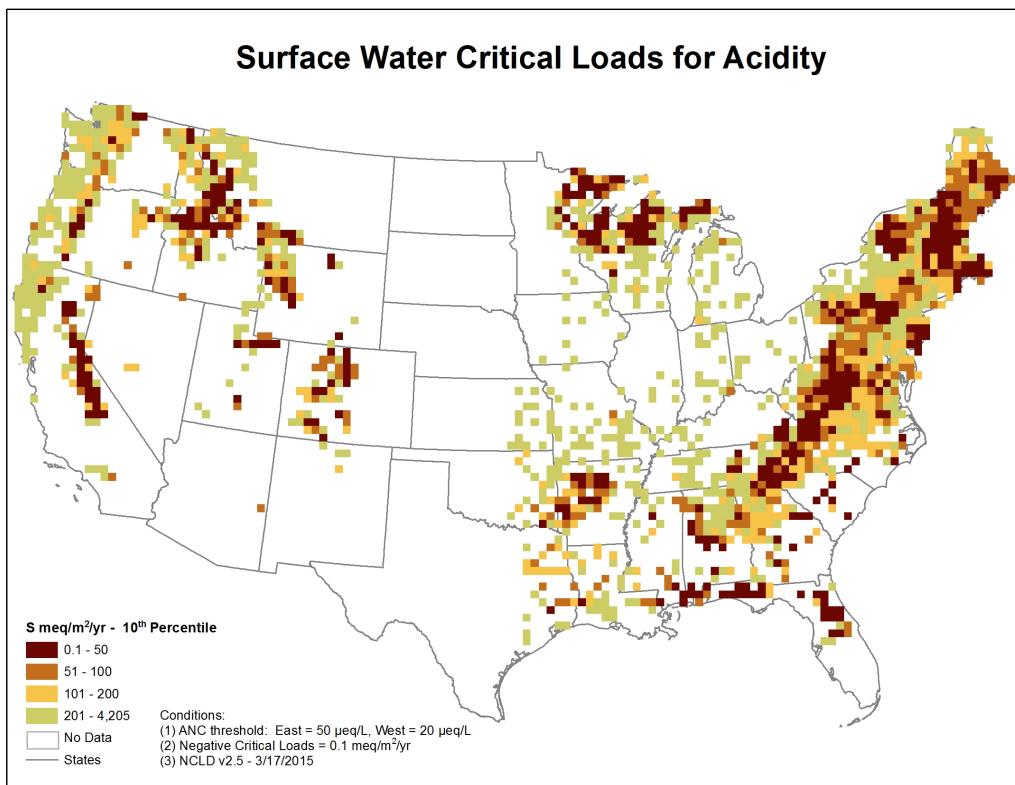 Surface Water Critical Loads for Acidity
S meq/m²/yr - 10ᵗʰ Percentile
0.1 - 50
51 - 100
101 - 200
201 - 4,205
No Data
States
Conditions:
(1) ANC threshold: East = 50 µeq/L, West = 20 µeq/L
(2) Negative Critical Loads = 0.1 meq/m²/yr
(3) NCLD v2.5 - 3/17/2015